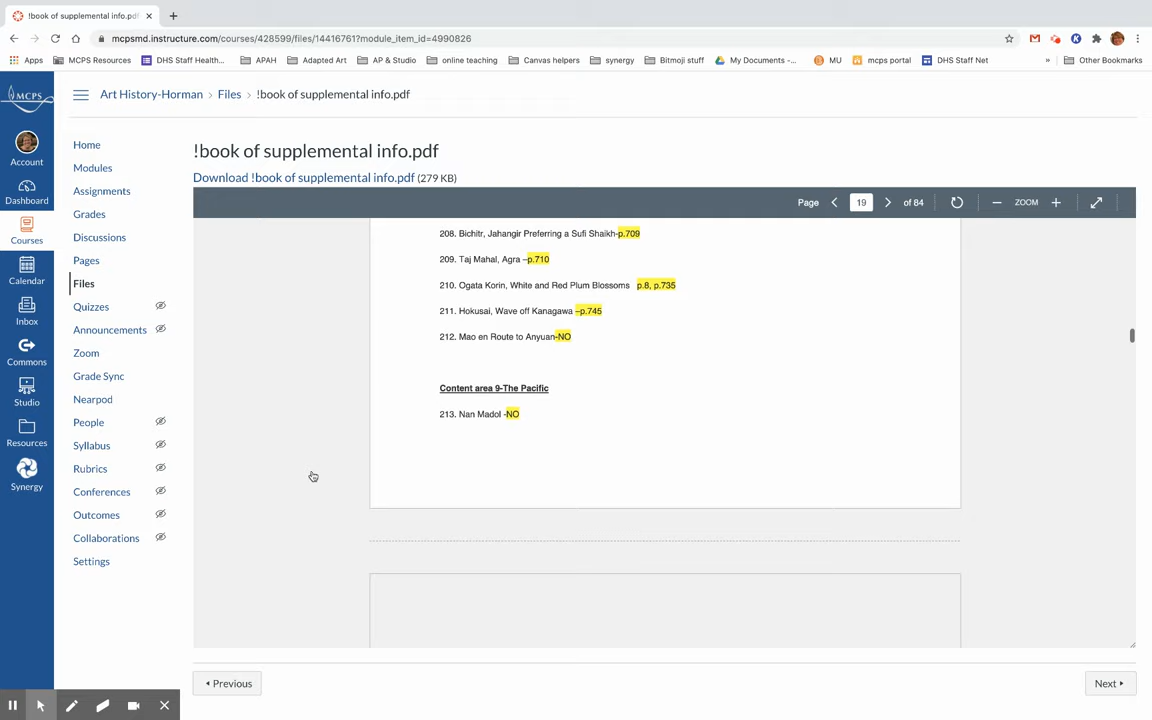 !book of supplemental info.pdf
mcpsmd.instructure.com/courses/428599/files/14416761?module_item_id=4990826
Apps MCPS Resources DHS Staff Health... APAH Adapted Art AP & Studio online teaching Canvas helpers synergy Bitmoji stuff My Documents -... MU mcps portal DHS Staff Net » Other Bookmarks
MCPS
Account
Dashboard
Courses
Calendar
Inbox
Commons
Studio
Resources
Synergy
Art History-Horman > Files > !book of supplemental info.pdf
Home
Modules
Assignments
Grades
Discussions
Pages
Files
Quizzes
Announcements
Zoom
Grade Sync
Nearpod
People
Syllabus
Rubrics
Conferences
Outcomes
Collaborations
Settings
!book of supplemental info.pdf
Download !book of supplemental info.pdf (279 KB)
Page 19 of 84 ZOOM
208. Bichitr, Jahangir Preferring a Sufi Shaikh-p.709
209. Taj Mahal, Agra –p.710
210. Ogata Korin, White and Red Plum Blossoms p.8, p.735
211. Hokusai, Wave off Kanagawa –p.745
212. Mao en Route to Anyuan-NO
Content area 9-The Pacific
213. Nan Madol -NO
Previous
Next